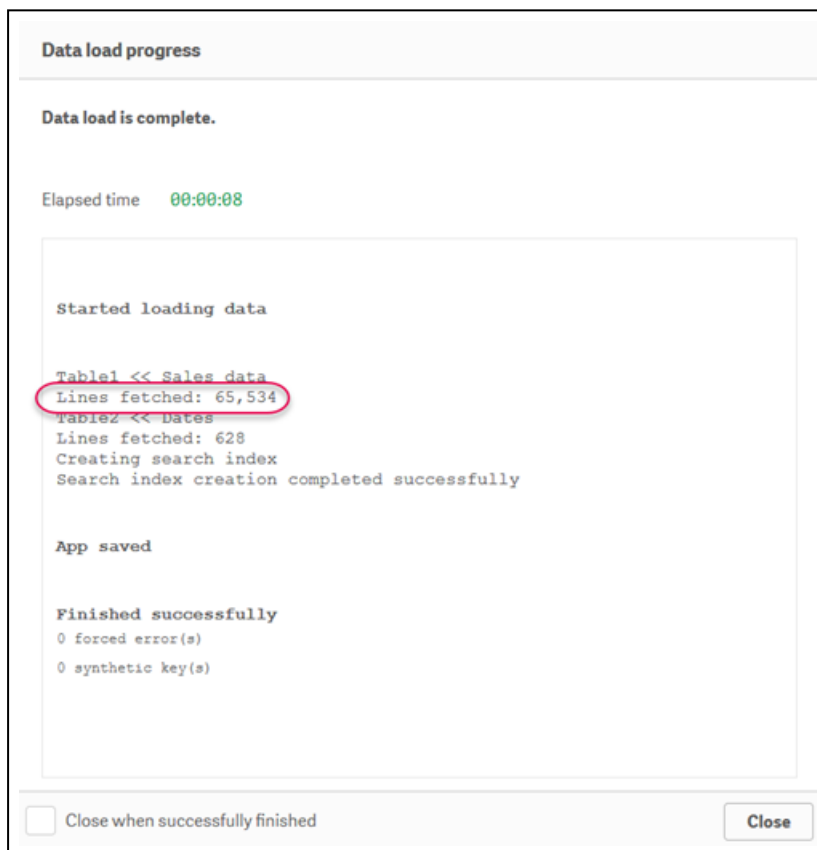 Data load progress
Data load is complete.
Elapsed time 00:00:08
Started loading data
Table1 << Sales data
Lines fetched: 65,534
Table2 << Dates
Lines fetched: 628
Creating search index
Search index creation completed successfully
App saved
Finished successfully
0 forced error(s)
0 synthetic key(s)
Close when successfully finished
Close